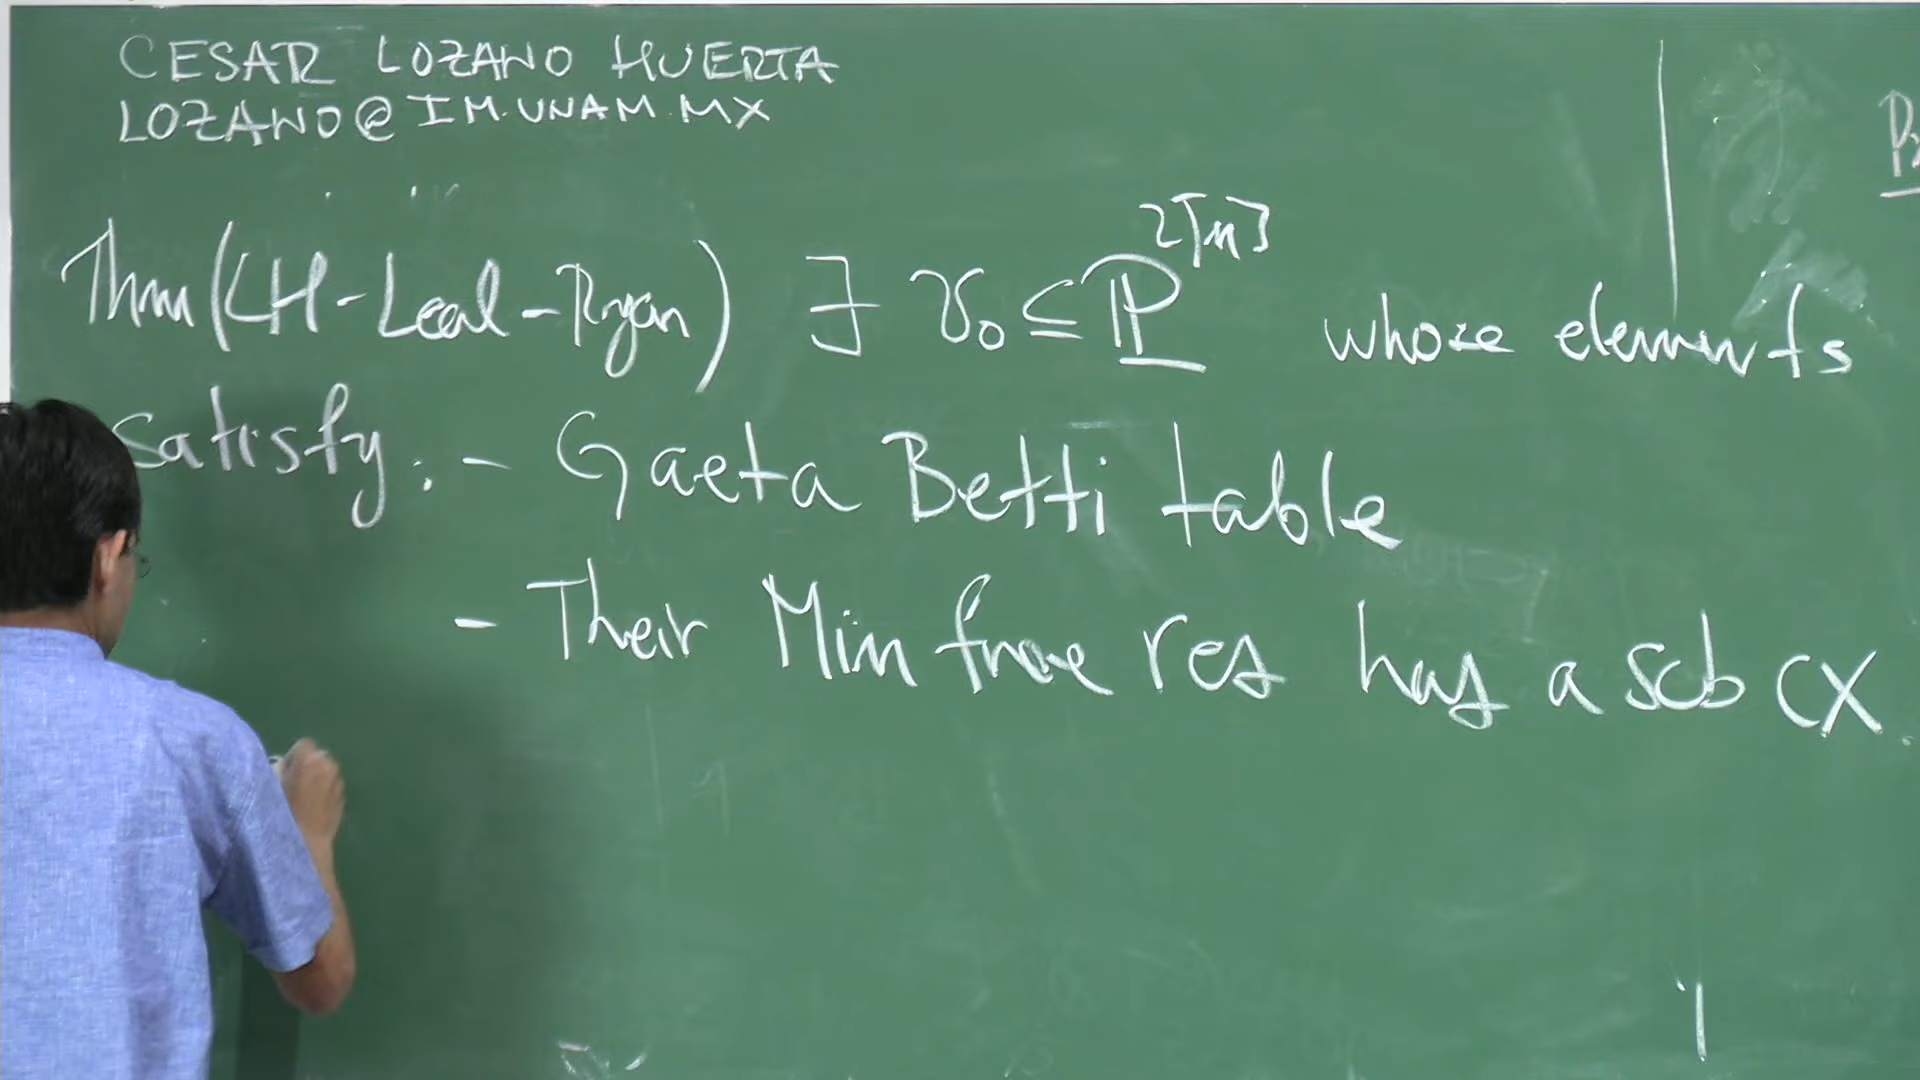 CESAR LOZANO HUERTA
LOZANO@IM.UNAM.MX
Thm (LH-Leal-Ryan) ∃ 𝒱₀ ⊆ ℙ^2[n] whose elements
satisfy: - Gaeta Betti table
- Their Min free res has a sub cx.